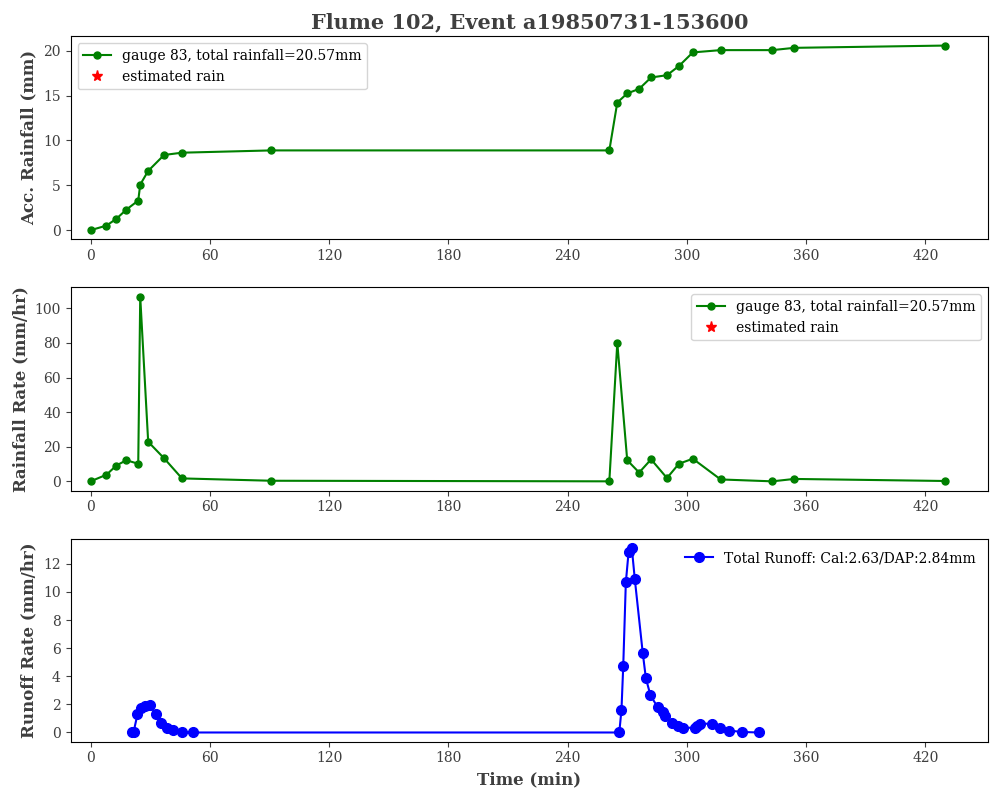 Flume 102, Event a19850731-153600
Acc. Rainfall (mm)
20
15
10
5
0
gauge 83, total rainfall=20.57mm
estimated rain
0 60 120 180 240 300 360 420
Rainfall Rate (mm/hr)
100
80
60
40
20
0
gauge 83, total rainfall=20.57mm
estimated rain
0 60 120 180 240 300 360 420
Runoff Rate (mm/hr)
12
10
8
6
4
2
0
Total Runoff: Cal:2.63/DAP:2.84mm
0 60 120 180 240 300 360 420
Time (min)